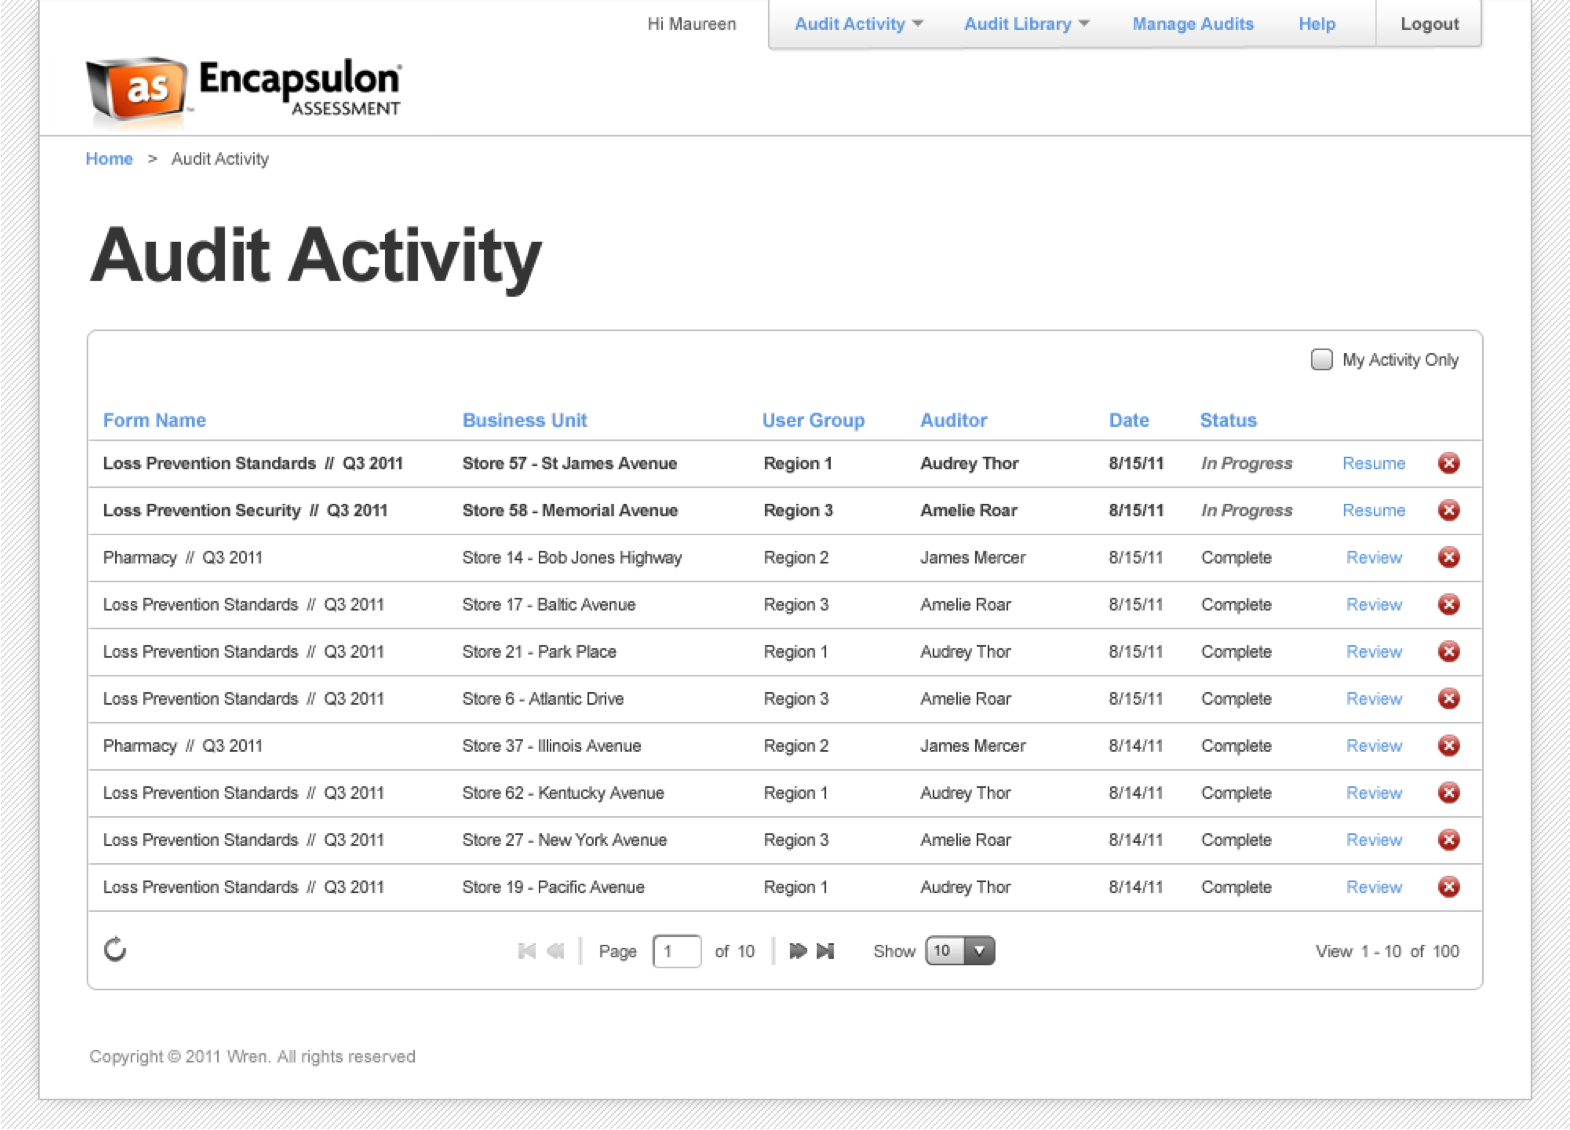 Hi Maureen Audit Activity Audit Library Manage Audits Help Logout
as Encapsulon®
™ ASSESSMENT
Home > Audit Activity
Audit Activity
My Activity Only
Form Name Business Unit User Group Auditor Date Status
Loss Prevention Standards // Q3 2011 Store 57 - St James Avenue Region 1 Audrey Thor 8/15/11 In Progress Resume
Loss Prevention Security // Q3 2011 Store 58 - Memorial Avenue Region 3 Amelie Roar 8/15/11 In Progress Resume
Pharmacy // Q3 2011 Store 14 - Bob Jones Highway Region 2 James Mercer 8/15/11 Complete Review
Loss Prevention Standards // Q3 2011 Store 17 - Baltic Avenue Region 3 Amelie Roar 8/15/11 Complete Review
Loss Prevention Standards // Q3 2011 Store 21 - Park Place Region 1 Audrey Thor 8/15/11 Complete Review
Loss Prevention Standards // Q3 2011 Store 6 - Atlantic Drive Region 3 Amelie Roar 8/15/11 Complete Review
Pharmacy // Q3 2011 Store 37 - Illinois Avenue Region 2 James Mercer 8/14/11 Complete Review
Loss Prevention Standards // Q3 2011 Store 62 - Kentucky Avenue Region 1 Audrey Thor 8/14/11 Complete Review
Loss Prevention Standards // Q3 2011 Store 27 - New York Avenue Region 3 Amelie Roar 8/14/11 Complete Review
Loss Prevention Standards // Q3 2011 Store 19 - Pacific Avenue Region 1 Audrey Thor 8/14/11 Complete Review
Page 1 of 10 Show 10 View 1 - 10 of 100
Copyright © 2011 Wren. All rights reserved